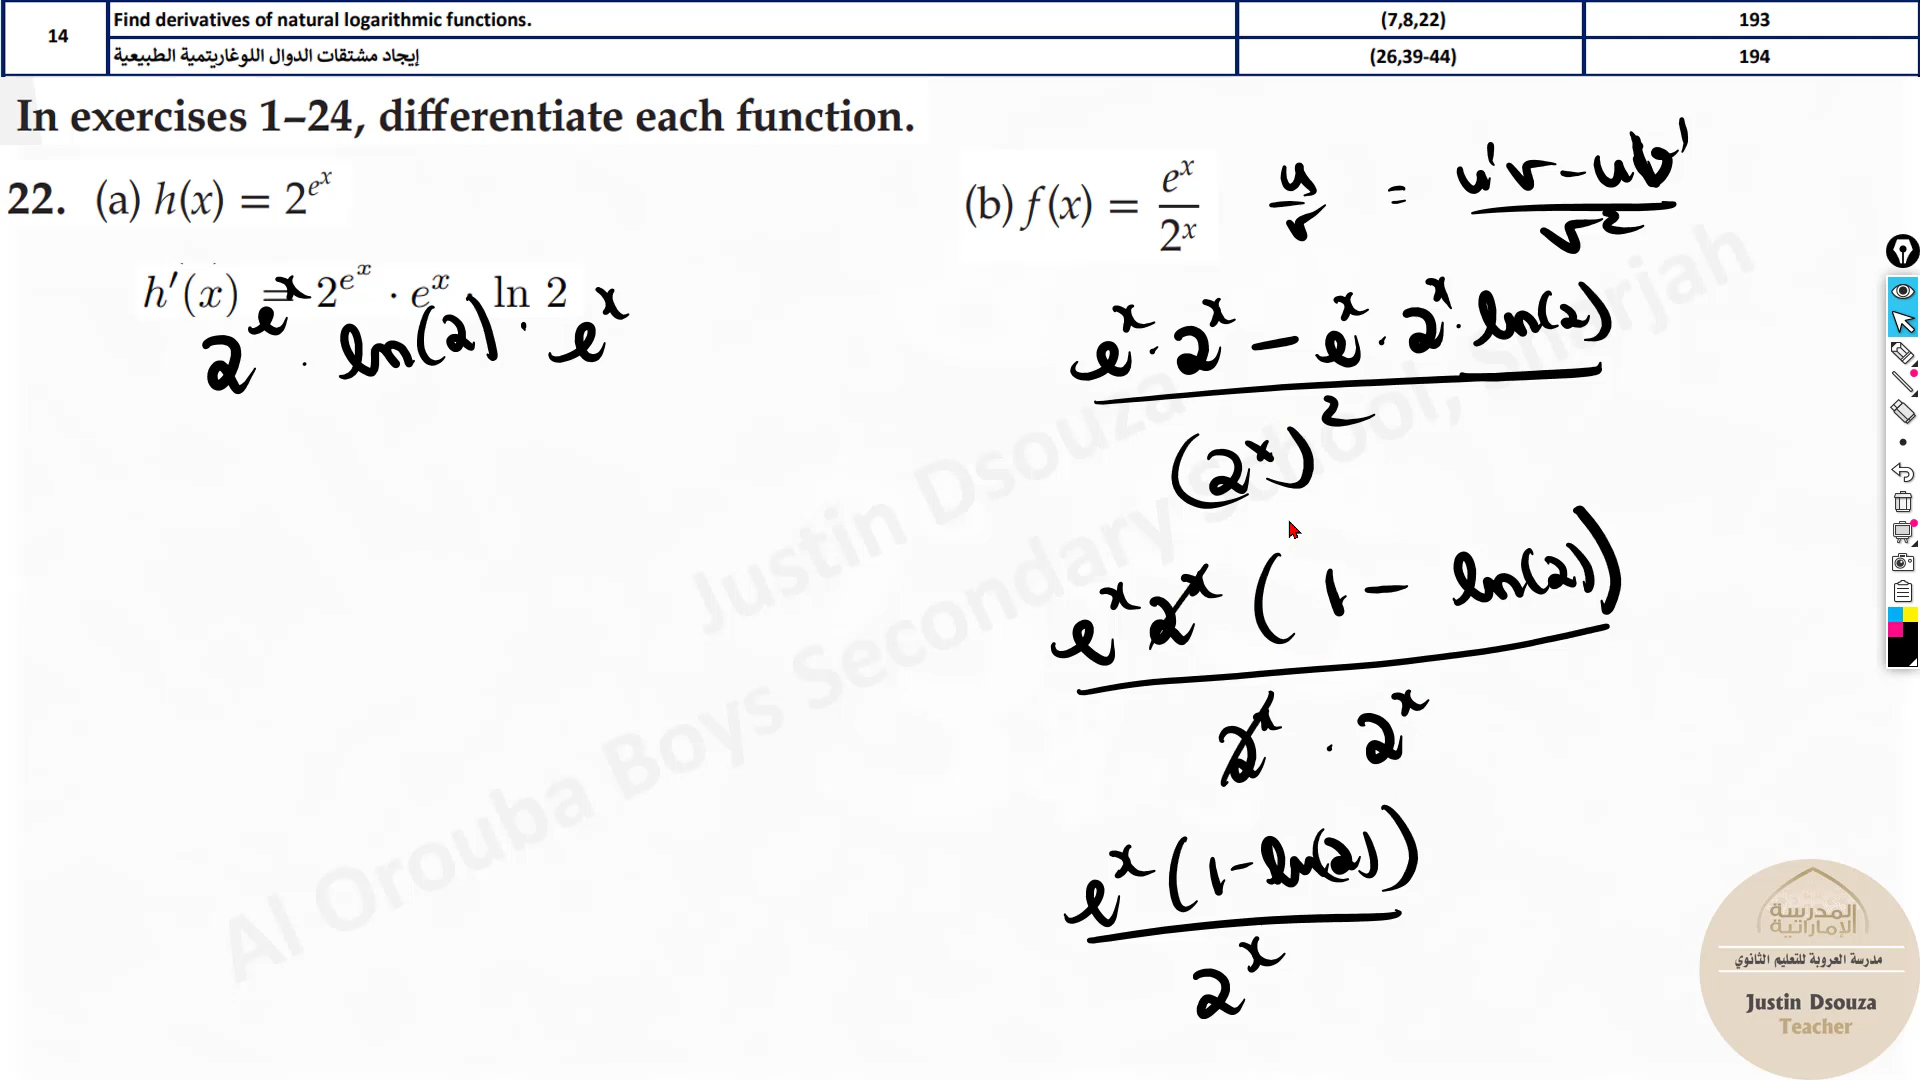 14
Find derivatives of natural logarithmic functions. (7,8,22) 193
إيجاد مشتقات الدوال اللوغاريتمية الطبيعية (26,39-44) 194
In exercises 1–24, differentiate each function.
22. (a) h(x) = 2^{e^x}
h′(x) = 2^{e^x} · e^x · ln 2
2^{e^x} · ln(2) · e^x
(b) f(x) = e^x / 2^x
u/v = (u'v - uv') / v^2
(e^x · 2^x - e^x · 2^x · ln(2)) / (2^x)^2
e^x 2^x (1 - ln(2)) / (2^x · 2^x)
e^x (1 - ln(2)) / 2^x
Justin Dsouza
Al Orouba Boys Secondary School, Sharjah
المدرسة
الإماراتية
مدرسة العروبة للتعليم الثانوي
Justin Dsouza
Teacher